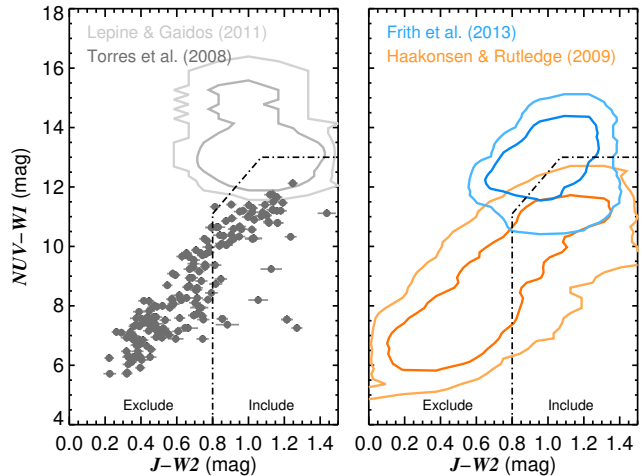 Lepine & Gaidos (2011)
Torres et al. (2008)
Frith et al. (2013)
Haakonsen & Rutledge (2009)
18
16
14
12
10
8
6
4
NUV-W1 (mag)
Exclude
Include
Exclude
Include
0.0 0.2 0.4 0.6 0.8 1.0 1.2 1.4
0.0 0.2 0.4 0.6 0.8 1.0 1.2 1.4
J-W2 (mag)
J-W2 (mag)